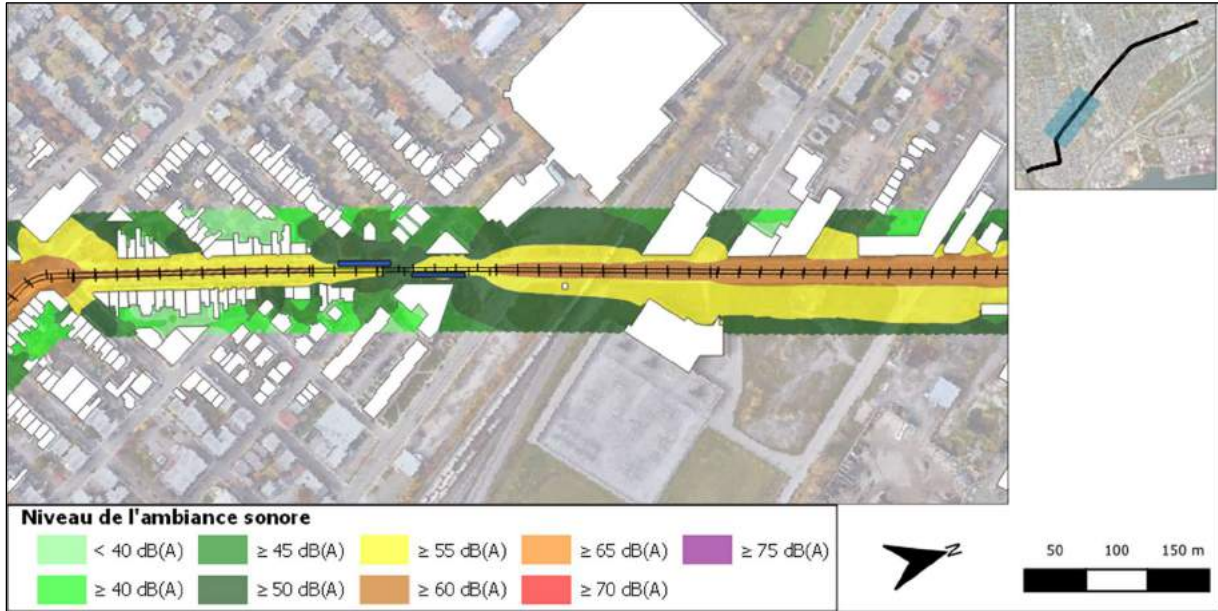 Niveau de l'ambiance sonore
< 40 dB(A) ≥ 45 dB(A) ≥ 55 dB(A) ≥ 65 dB(A) ≥ 75 dB(A)
≥ 40 dB(A) ≥ 50 dB(A) ≥ 60 dB(A) ≥ 70 dB(A)
N
50 100 150 m